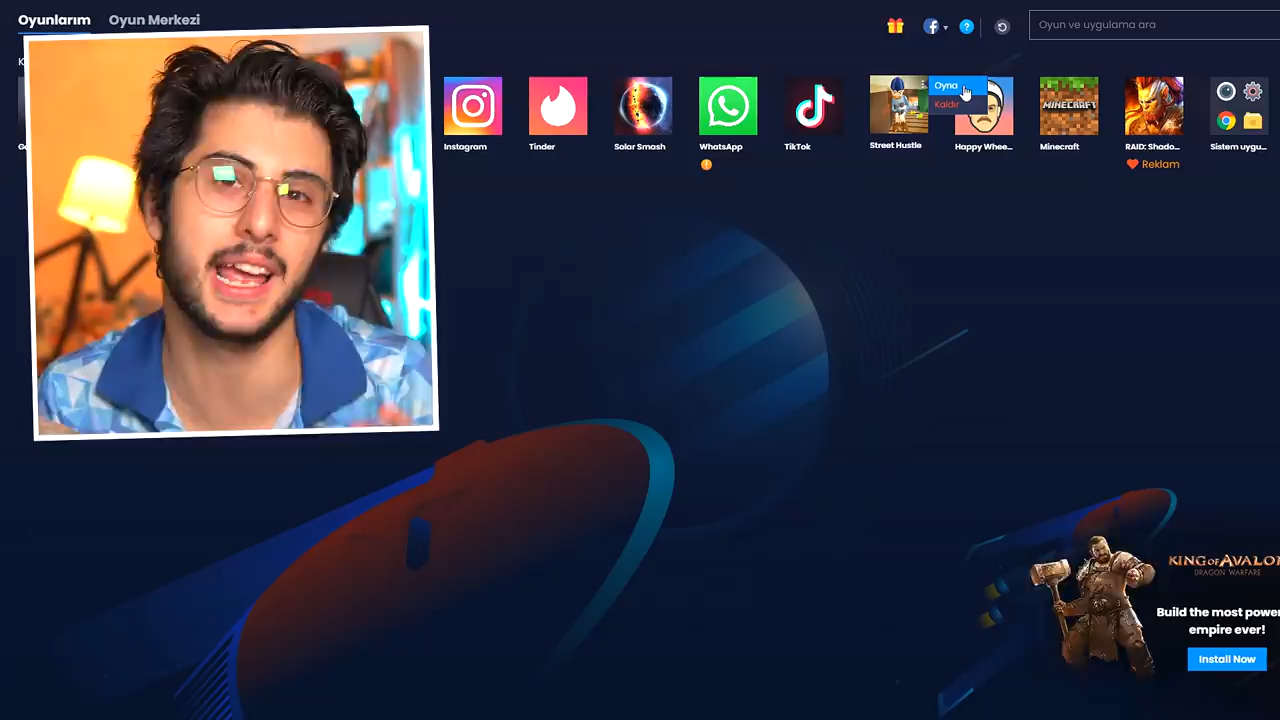 Oyunlarım
Oyun Merkezi
Oyun ve uygulama ara
Instagram
Tinder
Solar Smash
WhatsApp
TikTok
Street Hustle
Oyna
Kaldır
Happy Whee...
MINECRAFT
Minecraft
RAID: Shado...
Reklam
Sistem uygu...
KING OF AVALON
DRAGON WARFARE
Build the most power
empire ever!
Install Now